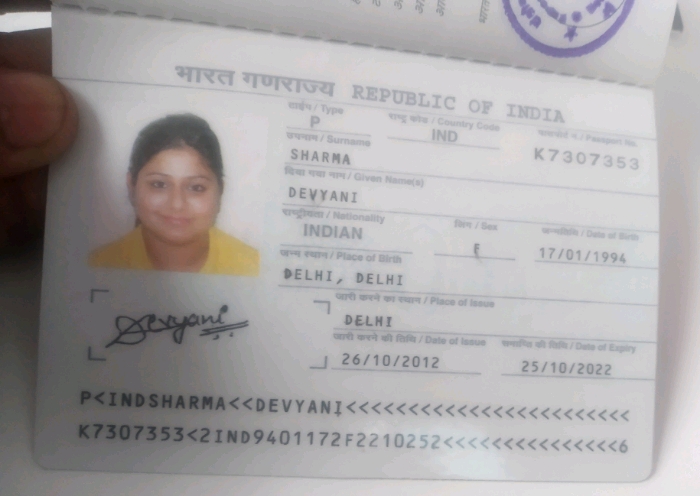 भारत गणराज्य REPUBLIC OF INDIA
टाईप / Type राष्ट्र कोड / Country Code पासपोर्ट नं. / Passport No.
P IND K7307353
उपनाम / Surname
SHARMA
दिया गया नाम / Given Name(s)
DEVYANI
राष्ट्रीयता / Nationality लिंग / Sex जन्मतिथि / Date of Birth
INDIAN F 17/01/1994
जन्म स्थान / Place of Birth
DELHI, DELHI
जारी करने का स्थान / Place of Issue
DELHI
जारी करने की तिथि / Date of Issue समाप्ति की तिथि / Date of Expiry
26/10/2012 25/10/2022
Devyani
P<INDSHARMA<<DEVYANI<<<<<<<<<<<<<<<<<<<<<<<<
K7307353<2IND9401172F2210252<<<<<<<<<<<<<<<6